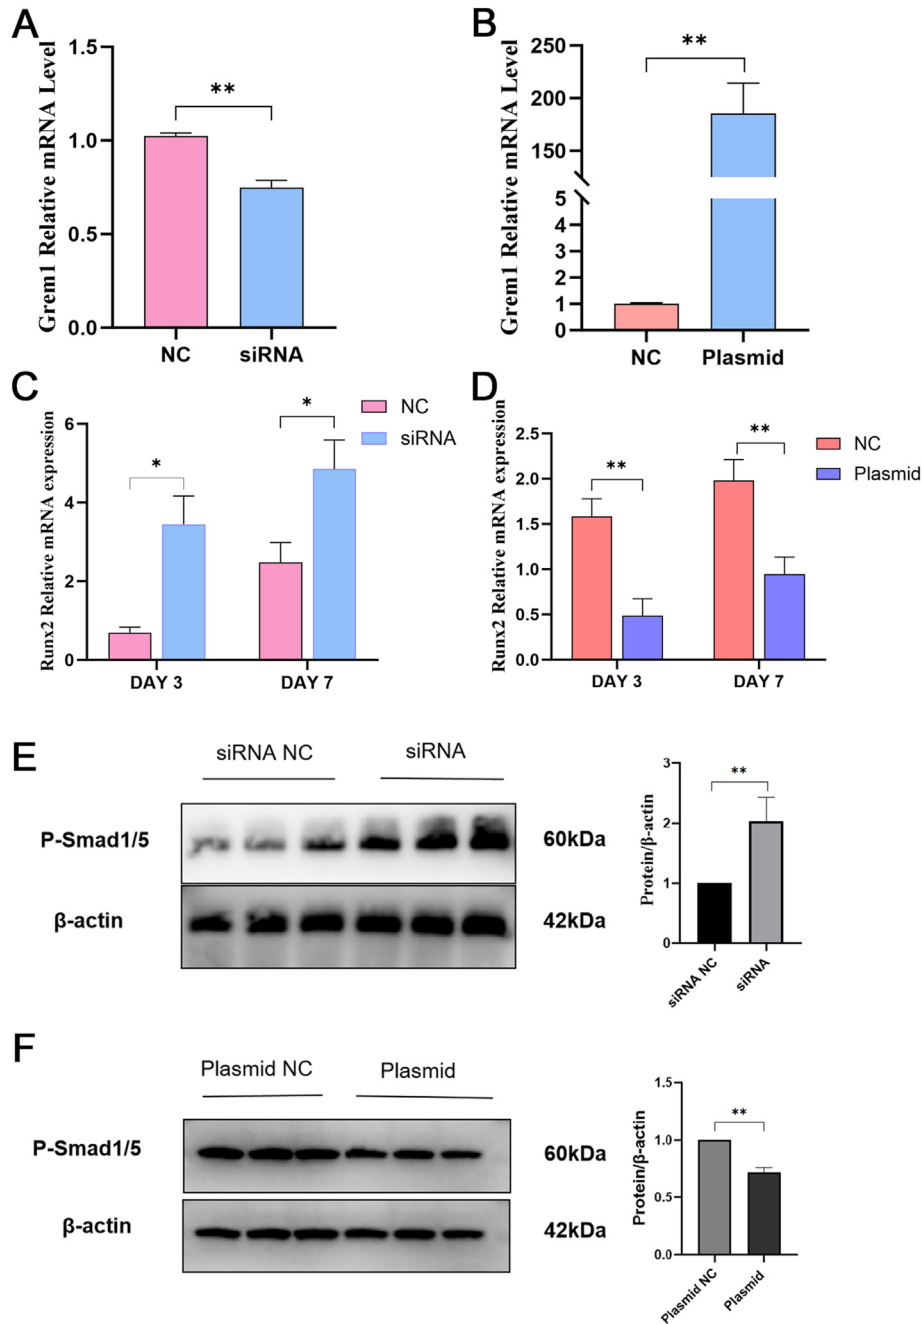 A
Grem1 Relative mRNA Level
1.5
1.0
0.5
0.0
**
NC
siRNA
B
Grem1 Relative mRNA Level
250
200
150
5
4
3
2
1
0
**
NC
Plasmid
C
Runx2 Relative mRNA expression
6
4
2
0
*
*
NC
siRNA
DAY 3
DAY 7
D
Runx2 Relative mRNA expression
2.5
2.0
1.5
1.0
0.5
0.0
**
**
NC
Plasmid
DAY 3
DAY 7
E
siRNA NC
siRNA
P-Smad1/5
60kDa
β-actin
42kDa
Protein/β-actin
3
2
1
0
**
siRNA NC
siRNA
F
Plasmid NC
Plasmid
P-Smad1/5
60kDa
β-actin
42kDa
Protein/β-actin
1.5
1.0
0.5
0.0
**
Plasmid NC
Plasmid